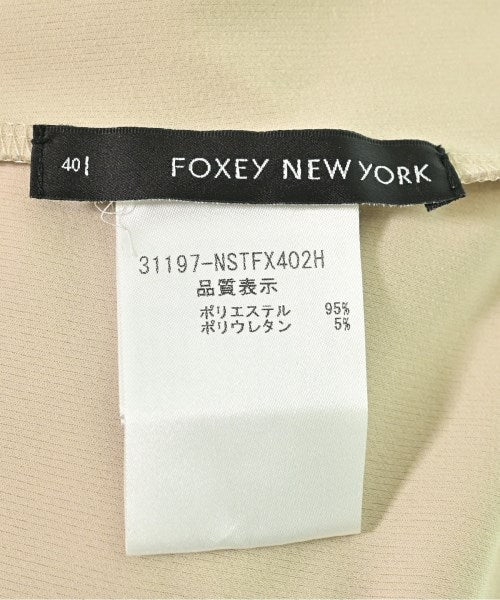 40 FOXEY NEW YORK
31197-NSTFX402H
品質表示
ポリエステル 95%
ポリウレタン 5%